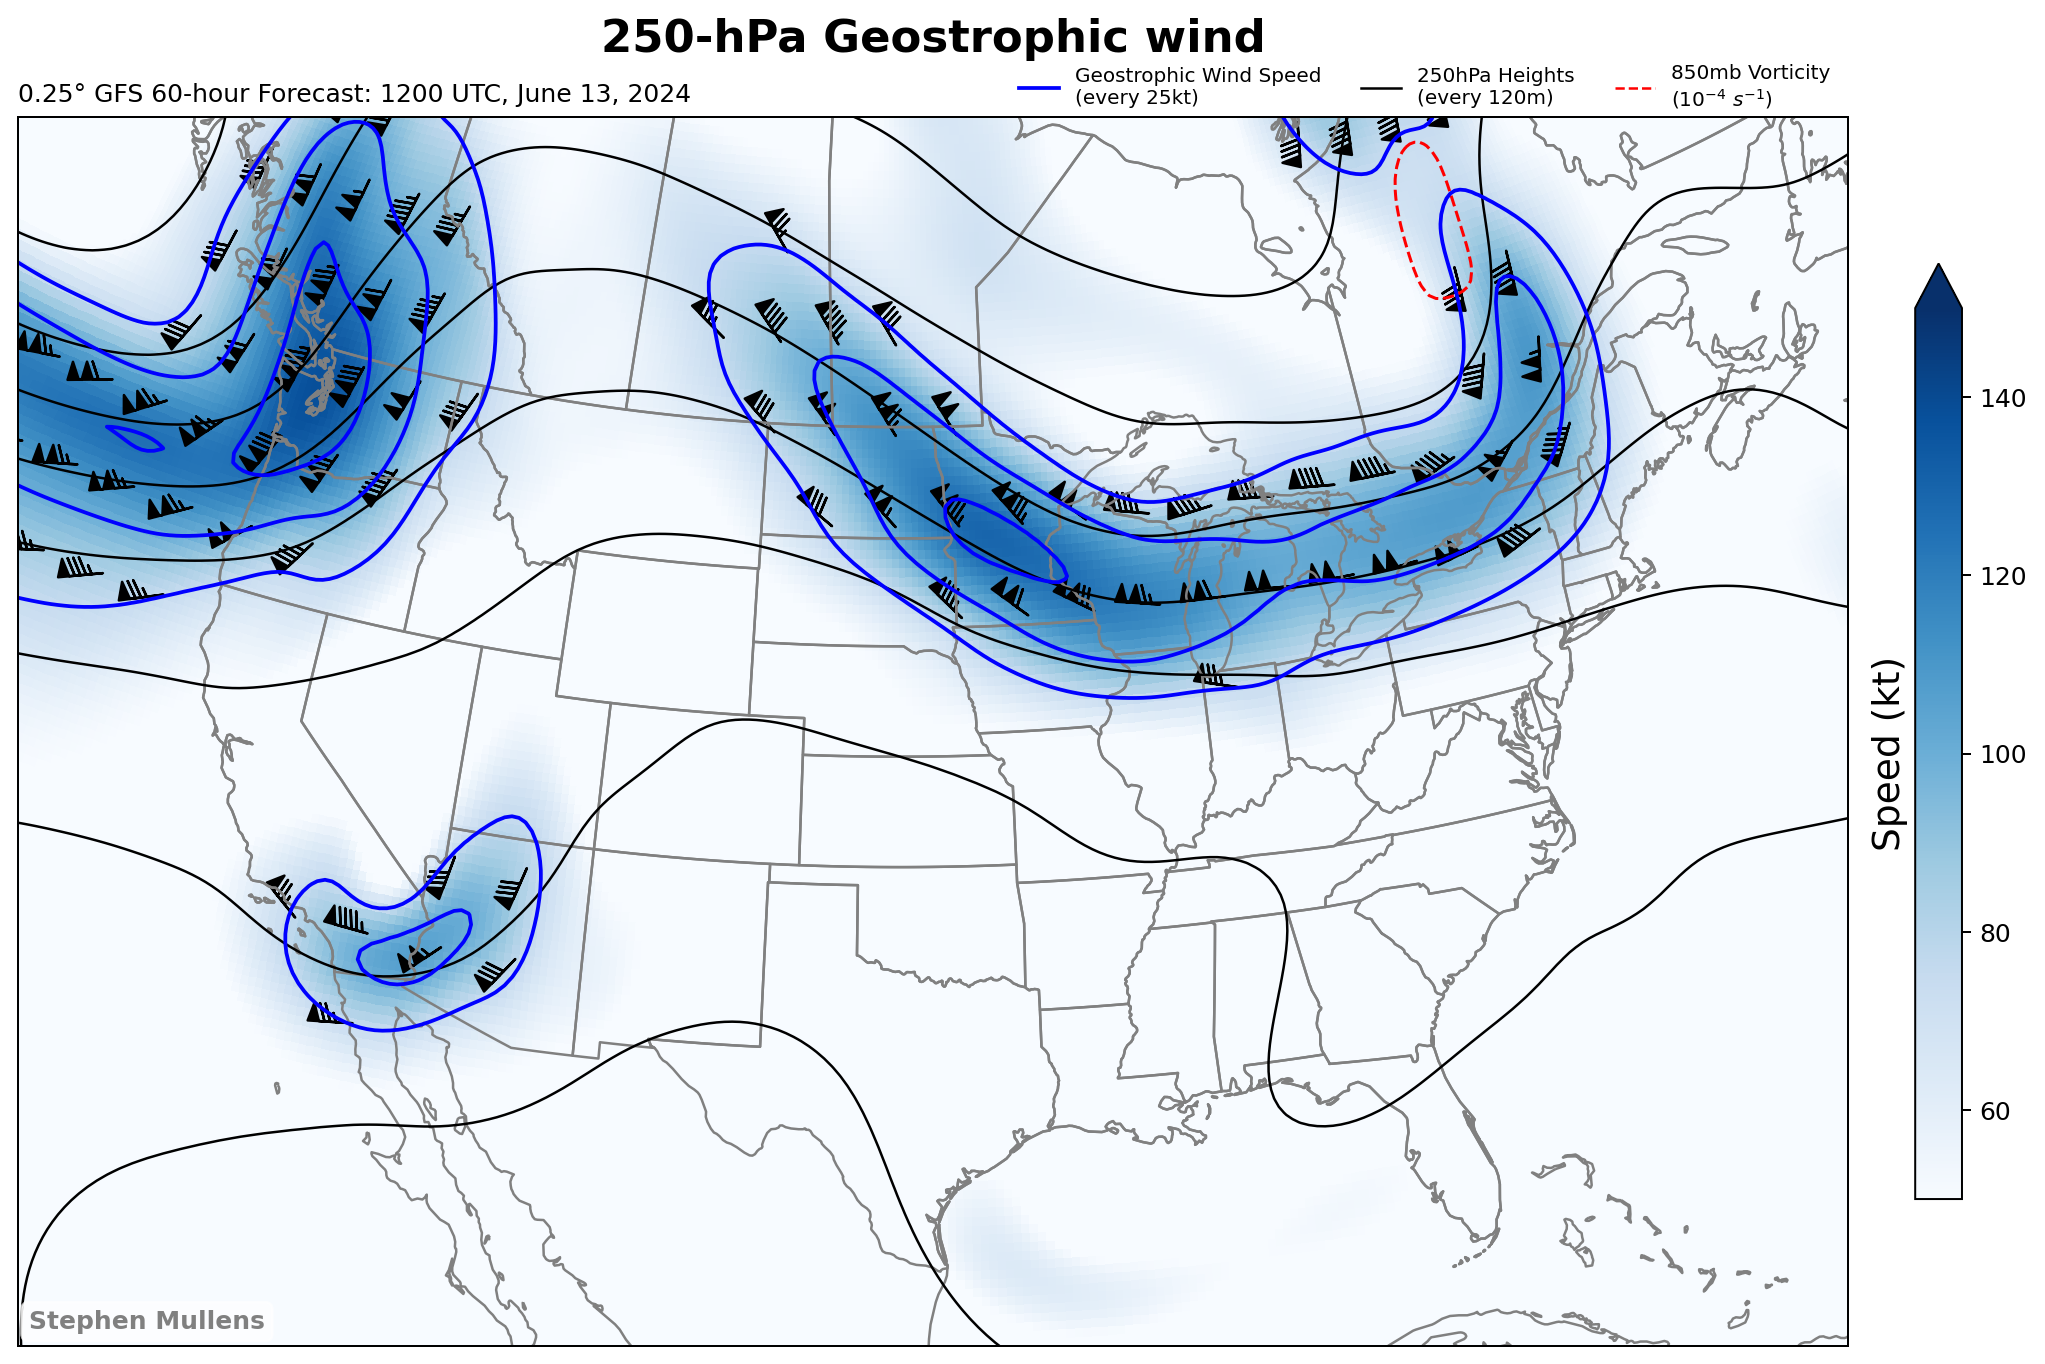 250-hPa Geostrophic wind
0.25° GFS 60-hour Forecast: 1200 UTC, June 13, 2024
Geostrophic Wind Speed
(every 25kt)
250hPa Heights
(every 120m)
850mb Vorticity
(10⁻⁴ s⁻¹)
140
120
100
80
60
Speed (kt)
Stephen Mullens